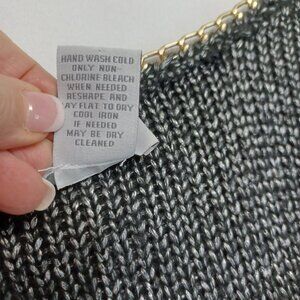 HAND WASH COLD
ONLY NON-
CHLORINE BLEACH
WHEN NEEDED
RESHAPE AND
LAY FLAT TO DRY
COOL IRON
IF NEEDED
MAY BE DRY
CLEANED